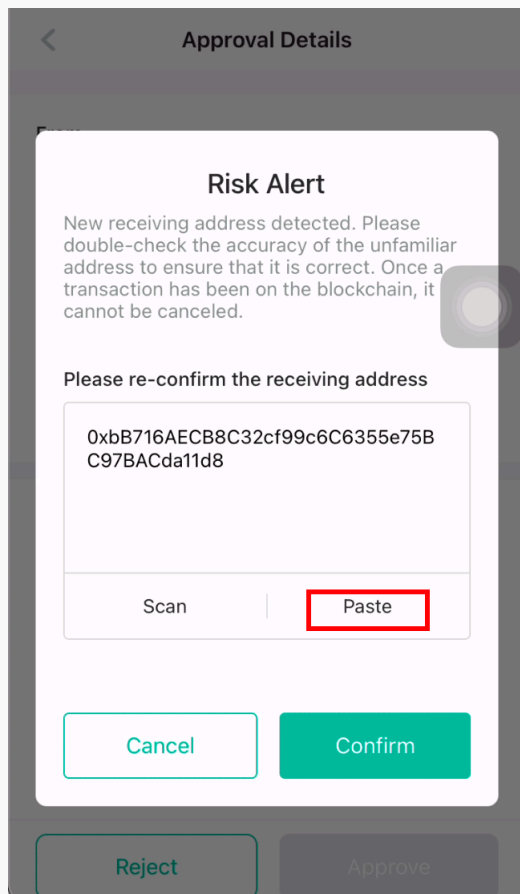 Approval Details
From
Risk Alert
New receiving address detected. Please
double-check the accuracy of the unfamiliar
address to ensure that it is correct. Once a
transaction has been on the blockchain, it
cannot be canceled.
Please re-confirm the receiving address
0xbB716AECB8C32cf99c6C6355e75B
C97BACda11d8
Scan
Paste
Cancel
Confirm
Reject
Approve